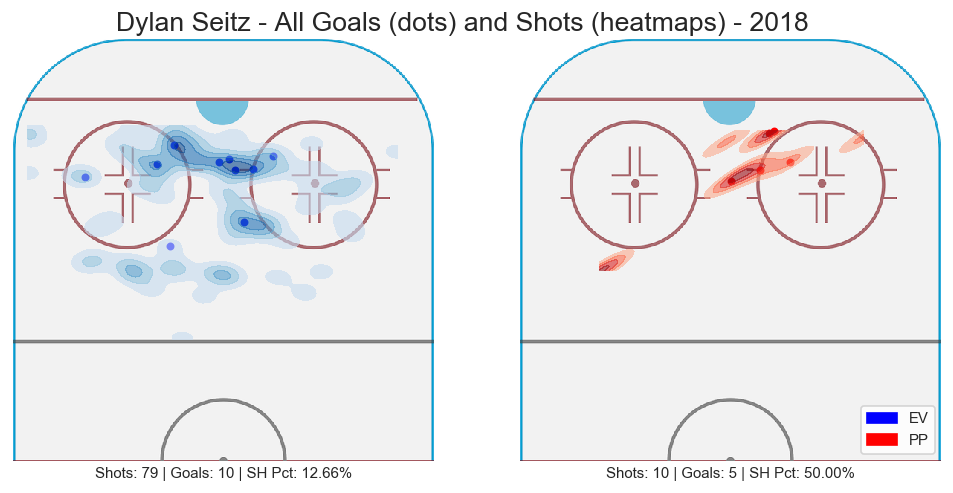 Dylan Seitz - All Goals (dots) and Shots (heatmaps) - 2018
EV
PP
Shots: 79 | Goals: 10 | SH Pct: 12.66%
Shots: 10 | Goals: 5 | SH Pct: 50.00%